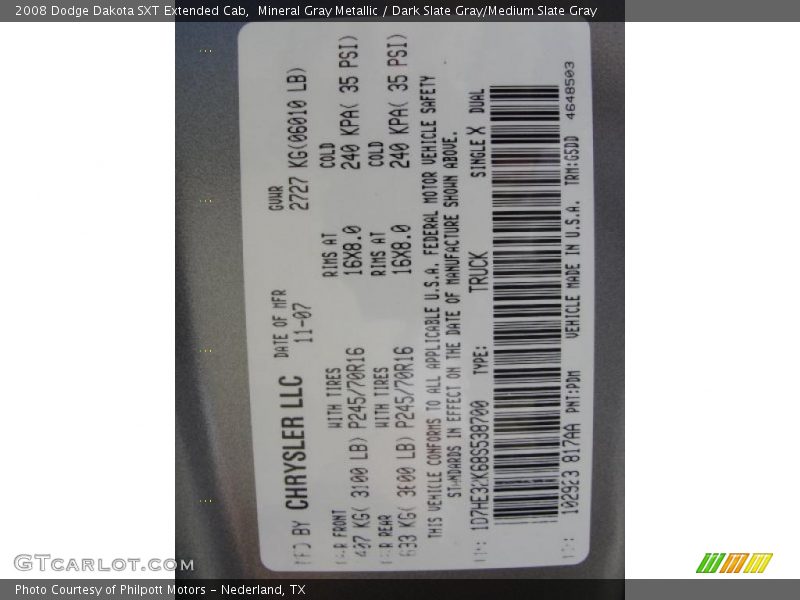 2008 Dodge Dakota SXT Extended Cab,  Mineral Gray Metallic / Dark Slate Gray/Medium Slate Gray
BY CHRYSLER LLC DATE OF MFR GVWR
11-07 2727 KG(06010 LB)
FRONT WITH TIRES RIMS AT COLD
KG( 3100 LB) P245/70R16 16X8.0 240 KPA( 35 PSI)
REAR WITH TIRES RIMS AT COLD
KG( LB) P245/70R16 16X8.0 240 KPA( 35 PSI)
THIS VEHICLE CONFORMS TO ALL APPLICABLE U.S.A. FEDERAL MOTOR VEHICLE SAFETY
STANDARDS IN EFFECT ON THE DATE OF MANUFACTURE SHOWN ABOVE.
TYPE: TRUCK SINGLE X DUAL
102923 817AA PNT:PDM VEHICLE MADE IN U.S.A. TRM:G5DD
4648503
GTCARLOT.COM
Photo Courtesy of Philpott Motors - Nederland, TX